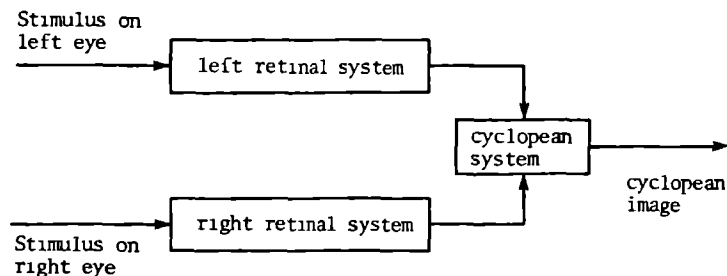 Stimulus on
left eye
left retinal system
cyclopean
system
cyclopean
image
right retinal system
Stimulus on
right eye